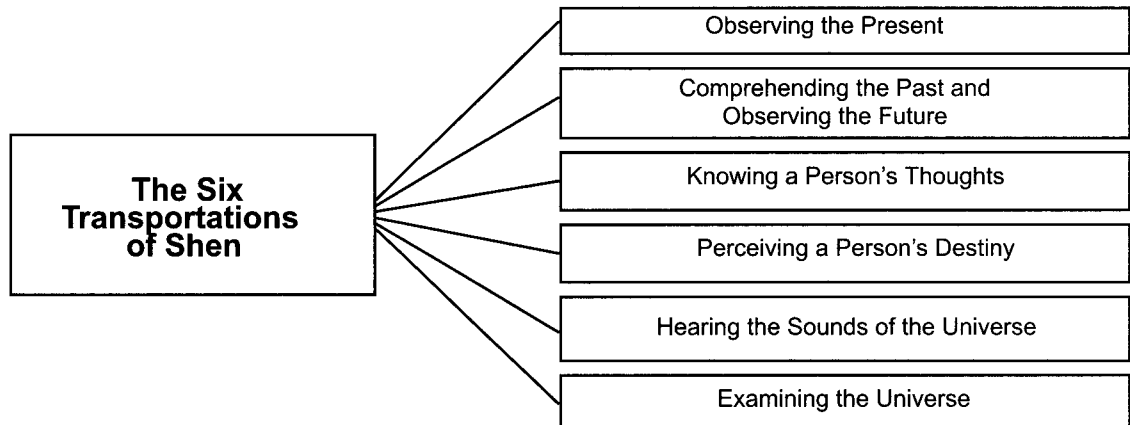 The Six
Transportations
of Shen
Observing the Present
Comprehending the Past and
Observing the Future
Knowing a Person's Thoughts
Perceiving a Person's Destiny
Hearing the Sounds of the Universe
Examining the Universe